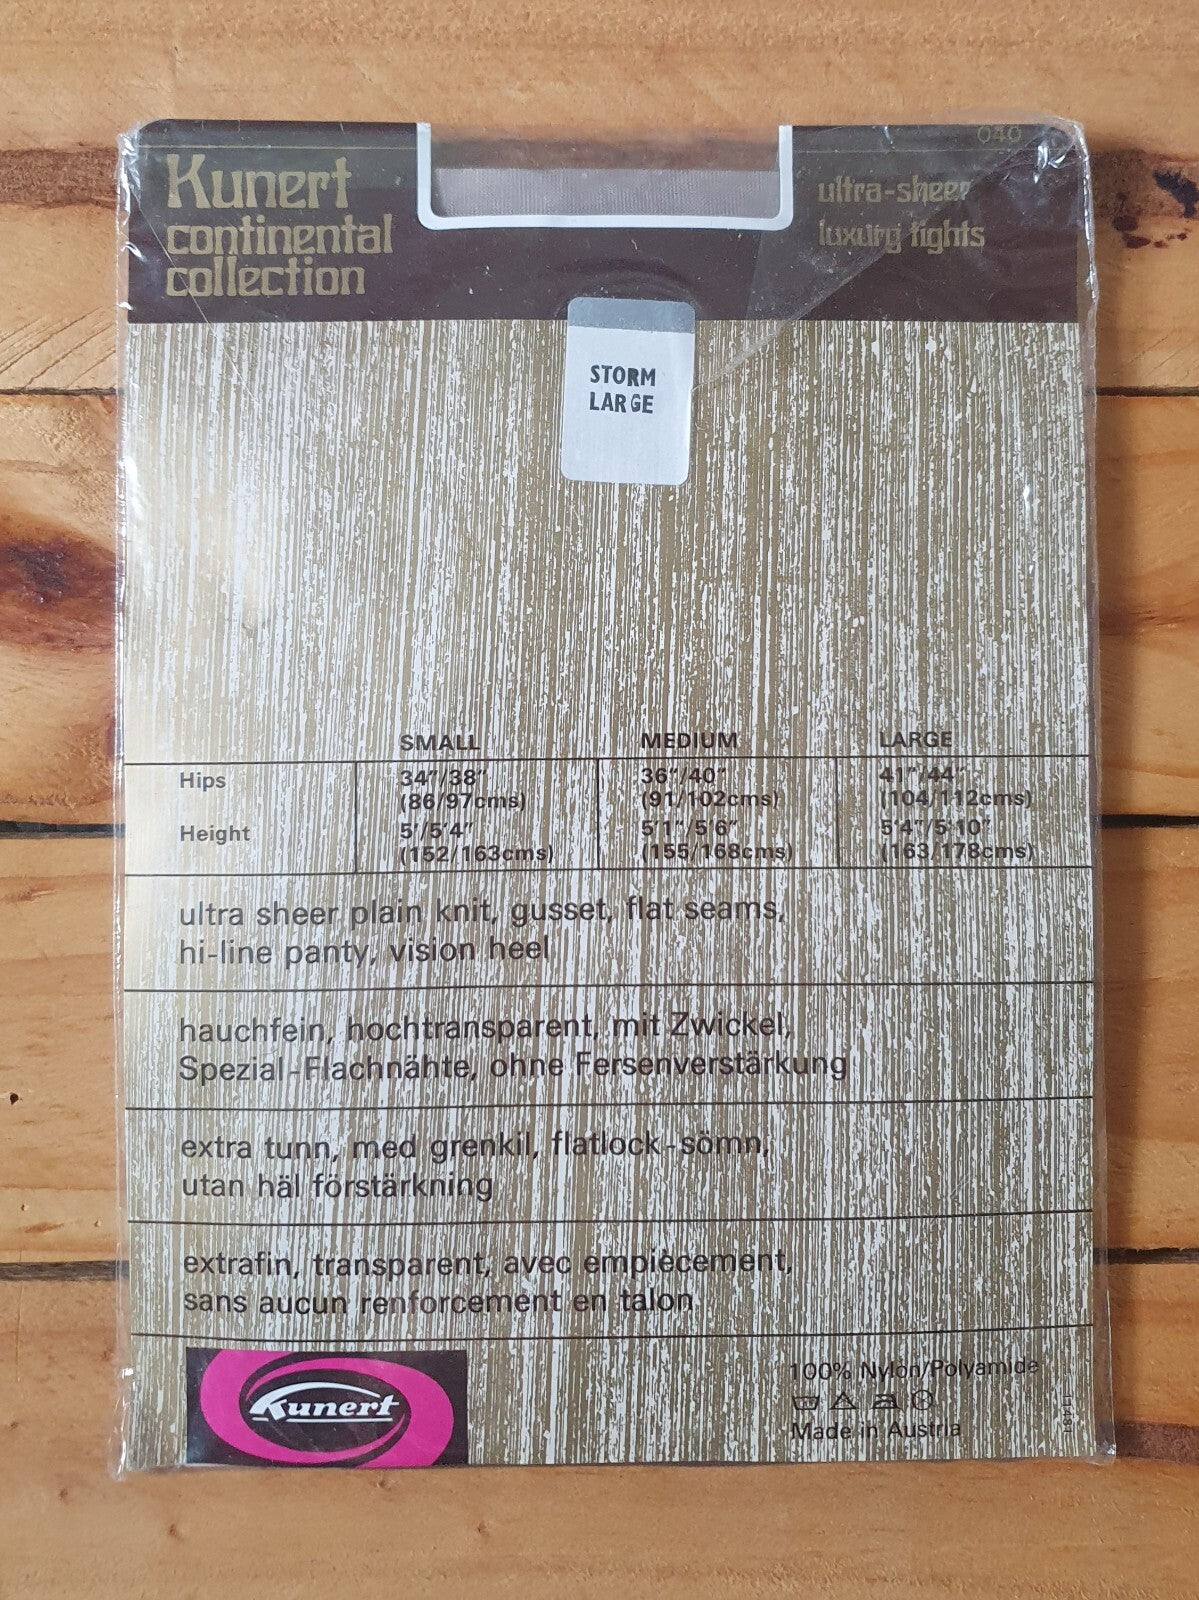 Kunert
continental
collection
040
ultra-sheer
luxury tights
STORM
LARGE
SMALL MEDIUM LARGE
Hips 34"/38" 36"/40" 41"/44"
(86/97cms) (91/102cms) (104/112cms)
Height 5'/5'4" 5'1"/5'6" 5'4"/5'10"
(152/163cms) (155/168cms) (163/178cms)
ultra sheer plain knit, gusset, flat seams,
hi-line panty, vision heel
hauchfein, hochtransparent, mit Zwickel,
Spezial-Flachnähte, ohne Fersenverstärkung
extra tunn, med grenkil, flatlock-sömn,
utan häl förstärkning
extrafin, transparent, avec empiècement,
sans aucun renforcement en talon
Kunert
100% Nylon/Polyamide
Made in Austria